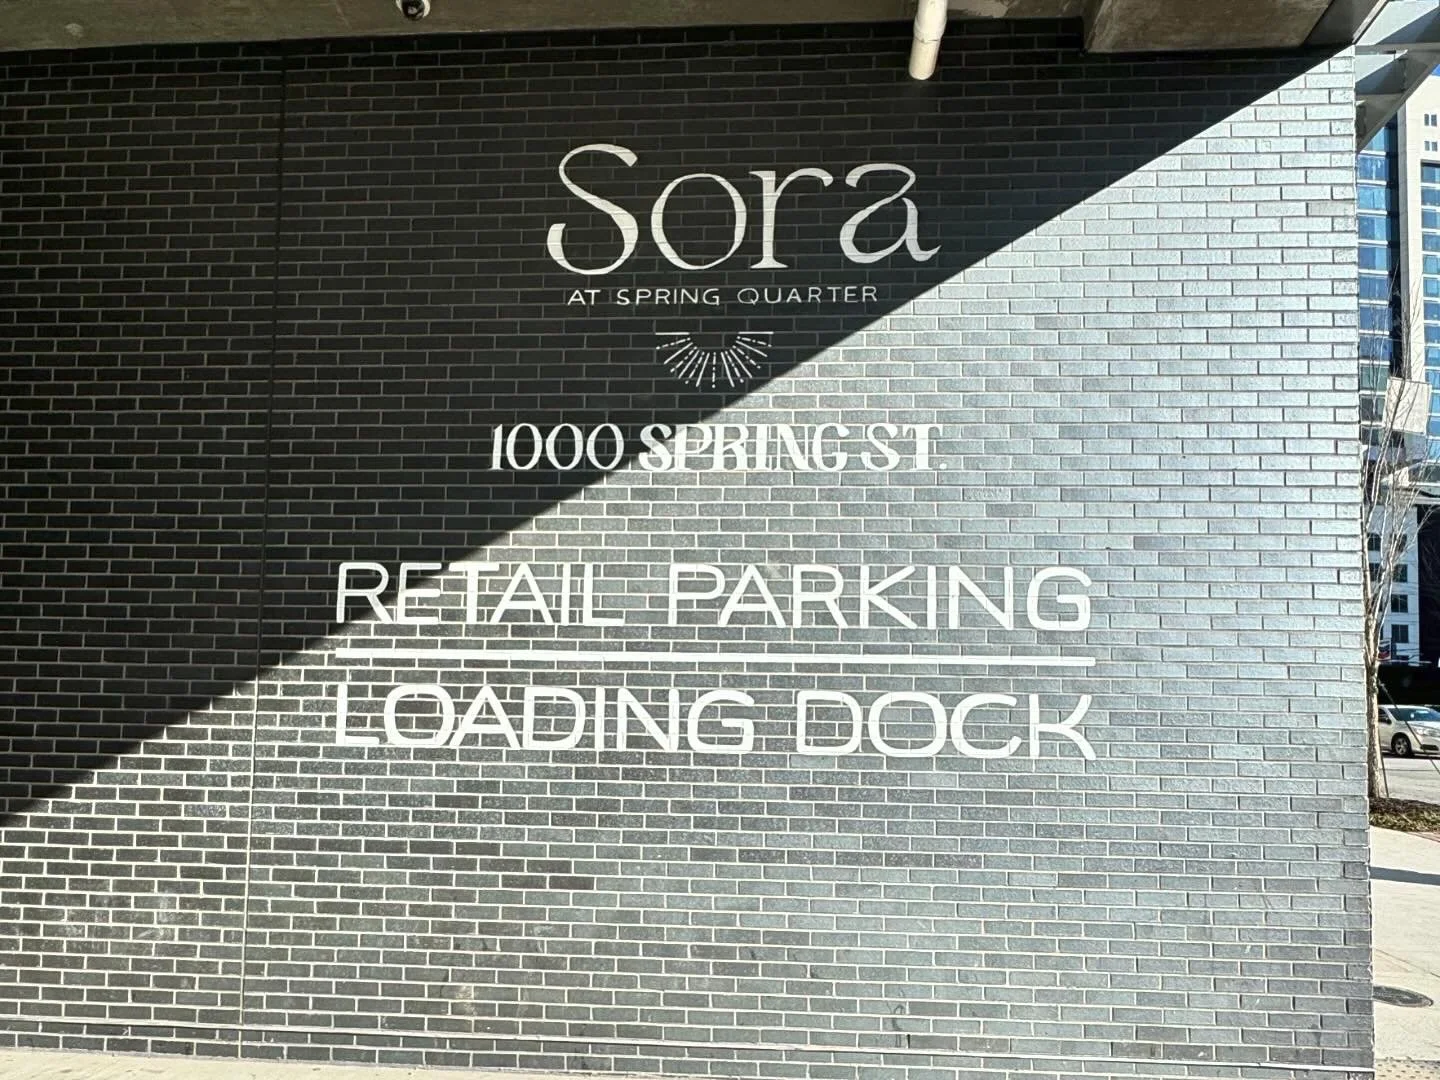 Sora
AT SPRING QUARTER
1000 SPRING ST.
RETAIL PARKING
LOADING DOCK